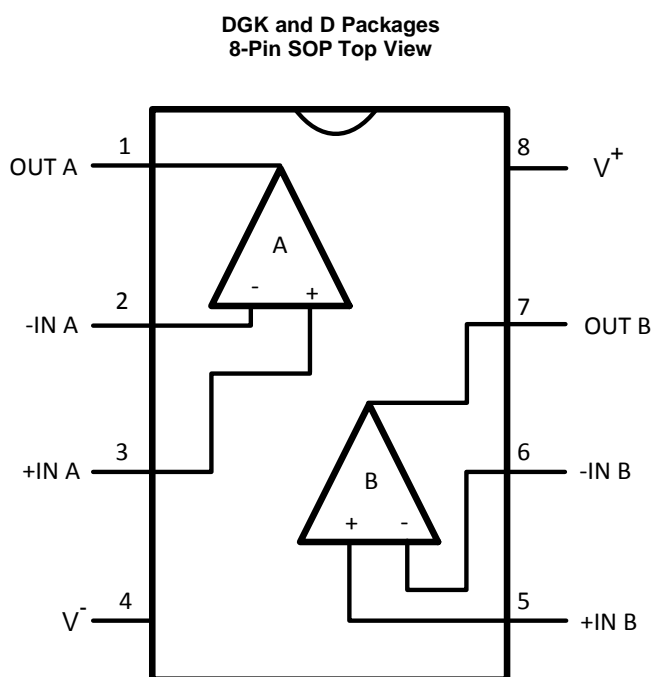 DGK and D Packages
8-Pin SOP Top View
OUT A 1
8 V+
A
- +
-IN A 2
7 OUT B
+IN A 3
6 -IN B
B
+ -
V- 4
5 +IN B